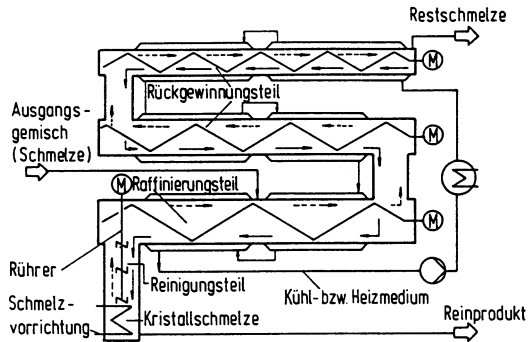 Restschmelze
M
Rückgewinnungsteil
Ausgangs-
gemisch
(Schmelze)
M
M
Raffinierungsteil
M
Rührer
Reinigungsteil
Kühl-bzw. Heizmedium
Schmelz-
vorrichtung
Kristallschmelze
Reinprodukt